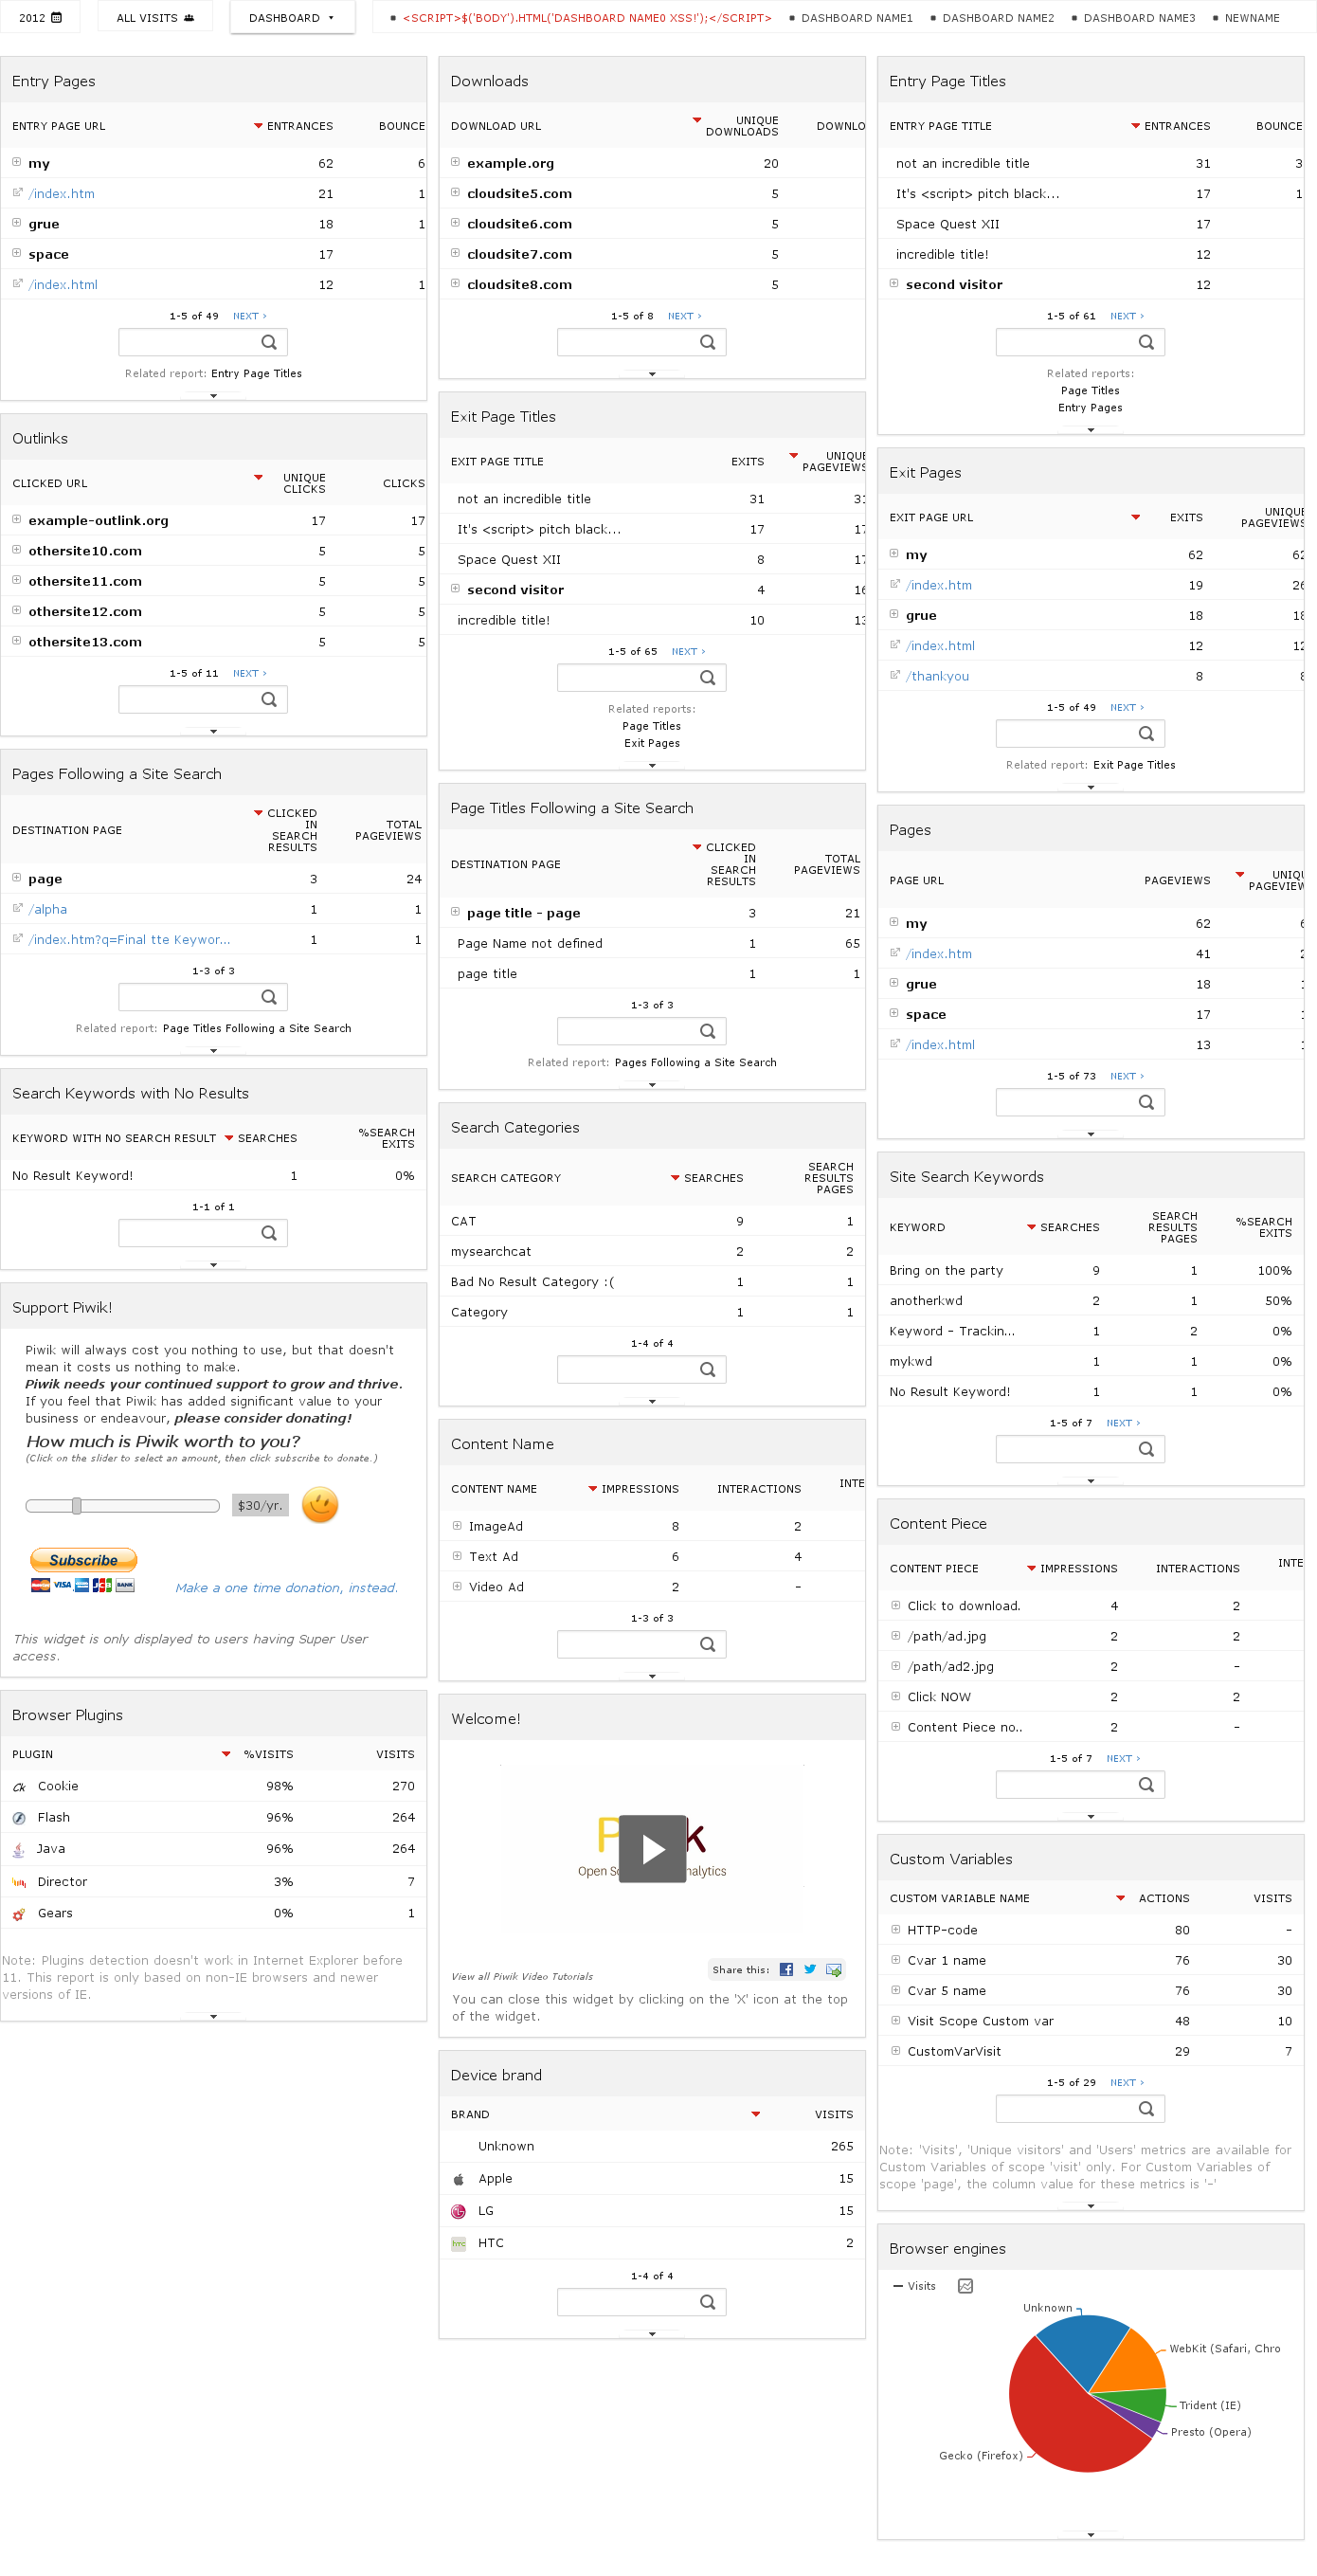 2012 ALL VISITS DASHBOARD <SCRIPT>$('BODY').HTML('DASHBOARD NAME0 XSS!');</SCRIPT> DASHBOARD NAME1 DASHBOARD NAME2 DASHBOARD NAME3 NEWNAME
Entry Pages
ENTRY PAGE URL ENTRANCES BOUNCE
my 62 6
/index.htm 21 1
grue 18 1
space 17
/index.html 12 1
1-5 of 49 NEXT ›
Related report: Entry Page Titles
Outlinks
CLICKED URL UNIQUE CLICKS CLICKS
example-outlink.org 17 17
othersite10.com 5 5
othersite11.com 5 5
othersite12.com 5 5
othersite13.com 5 5
1-5 of 11 NEXT ›
Pages Following a Site Search
DESTINATION PAGE CLICKED IN SEARCH RESULTS TOTAL PAGEVIEWS
page 3 24
/alpha 1 1
/index.htm?q=Final tte Keywor... 1 1
1-3 of 3
Related report: Page Titles Following a Site Search
Search Keywords with No Results
KEYWORD WITH NO SEARCH RESULT SEARCHES %SEARCH EXITS
No Result Keyword! 1 0%
1-1 of 1
Support Piwik!
Piwik will always cost you nothing to use, but that doesn't
mean it costs us nothing to make.
Piwik needs your continued support to grow and thrive.
If you feel that Piwik has added significant value to your
business or endeavour, please consider donating!
How much is Piwik worth to you?
(Click on the slider to select an amount, then click subscribe to donate.)
$30/yr.
Subscribe
VISA BANK
Make a one time donation, instead.
This widget is only displayed to users having Super User
access.
Browser Plugins
PLUGIN %VISITS VISITS
Cookie 98% 270
Flash 96% 264
Java 96% 264
Director 3% 7
Gears 0% 1
Note: Plugins detection doesn't work in Internet Explorer before
11. This report is only based on non-IE browsers and newer
versions of IE.
Downloads
DOWNLOAD URL UNIQUE DOWNLOADS DOWNLO
example.org 20
cloudsite5.com 5
cloudsite6.com 5
cloudsite7.com 5
cloudsite8.com 5
1-5 of 8 NEXT ›
Exit Page Titles
EXIT PAGE TITLE EXITS UNIQUE PAGEVIEWS
not an incredible title 31 31
It's <script> pitch black... 17 17
Space Quest XII 8 17
second visitor 4 16
incredible title! 10 13
1-5 of 65 NEXT ›
Related reports:
Page Titles
Exit Pages
Page Titles Following a Site Search
DESTINATION PAGE CLICKED IN SEARCH RESULTS TOTAL PAGEVIEWS
page title - page 3 21
Page Name not defined 1 65
page title 1 1
1-3 of 3
Related report: Pages Following a Site Search
Search Categories
SEARCH CATEGORY SEARCHES SEARCH RESULTS PAGES
CAT 9 1
mysearchcat 2 2
Bad No Result Category :( 1 1
Category 1 1
1-4 of 4
Content Name
CONTENT NAME IMPRESSIONS INTERACTIONS INTE
ImageAd 8 2
Text Ad 6 4
Video Ad 2 -
1-3 of 3
Welcome!
P k
Open So nalytics
View all Piwik Video Tutorials Share this:
You can close this widget by clicking on the 'X' icon at the top
of the widget.
Device brand
BRAND VISITS
Unknown 265
Apple 15
LG 15
HTC 2
1-4 of 4
Entry Page Titles
ENTRY PAGE TITLE ENTRANCES BOUNCE
not an incredible title 31 3
It's <script> pitch black... 17 1
Space Quest XII 17
incredible title! 12
second visitor 12
1-5 of 61 NEXT ›
Related reports:
Page Titles
Entry Pages
Exit Pages
EXIT PAGE URL EXITS UNIQUE PAGEVIEWS
my 62 62
/index.htm 19 26
grue 18 18
/index.html 12 12
/thankyou 8 8
1-5 of 49 NEXT ›
Related report: Exit Page Titles
Pages
PAGE URL PAGEVIEWS UNIQU PAGEVIEW
my 62 6
/index.htm 41 2
grue 18 1
space 17 1
/index.html 13 1
1-5 of 73 NEXT ›
Site Search Keywords
KEYWORD SEARCHES SEARCH RESULTS PAGES %SEARCH EXITS
Bring on the party 9 1 100%
anotherkwd 2 1 50%
Keyword - Trackin... 1 2 0%
mykwd 1 1 0%
No Result Keyword! 1 1 0%
1-5 of 7 NEXT ›
Content Piece
CONTENT PIECE IMPRESSIONS INTERACTIONS INTE
Click to download. 4 2
/path/ad.jpg 2 2
/path/ad2.jpg 2 -
Click NOW 2 2
Content Piece no.. 2 -
1-5 of 7 NEXT ›
Custom Variables
CUSTOM VARIABLE NAME ACTIONS VISITS
HTTP-code 80 -
Cvar 1 name 76 30
Cvar 5 name 76 30
Visit Scope Custom var 48 10
CustomVarVisit 29 7
1-5 of 29 NEXT ›
Note: 'Visits', 'Unique visitors' and 'Users' metrics are available for
Custom Variables of scope 'visit' only. For Custom Variables of
scope 'page', the column value for these metrics is '-'
Browser engines
Visits
Unknown
WebKit (Safari, Chro
Trident (IE)
Presto (Opera)
Gecko (Firefox)